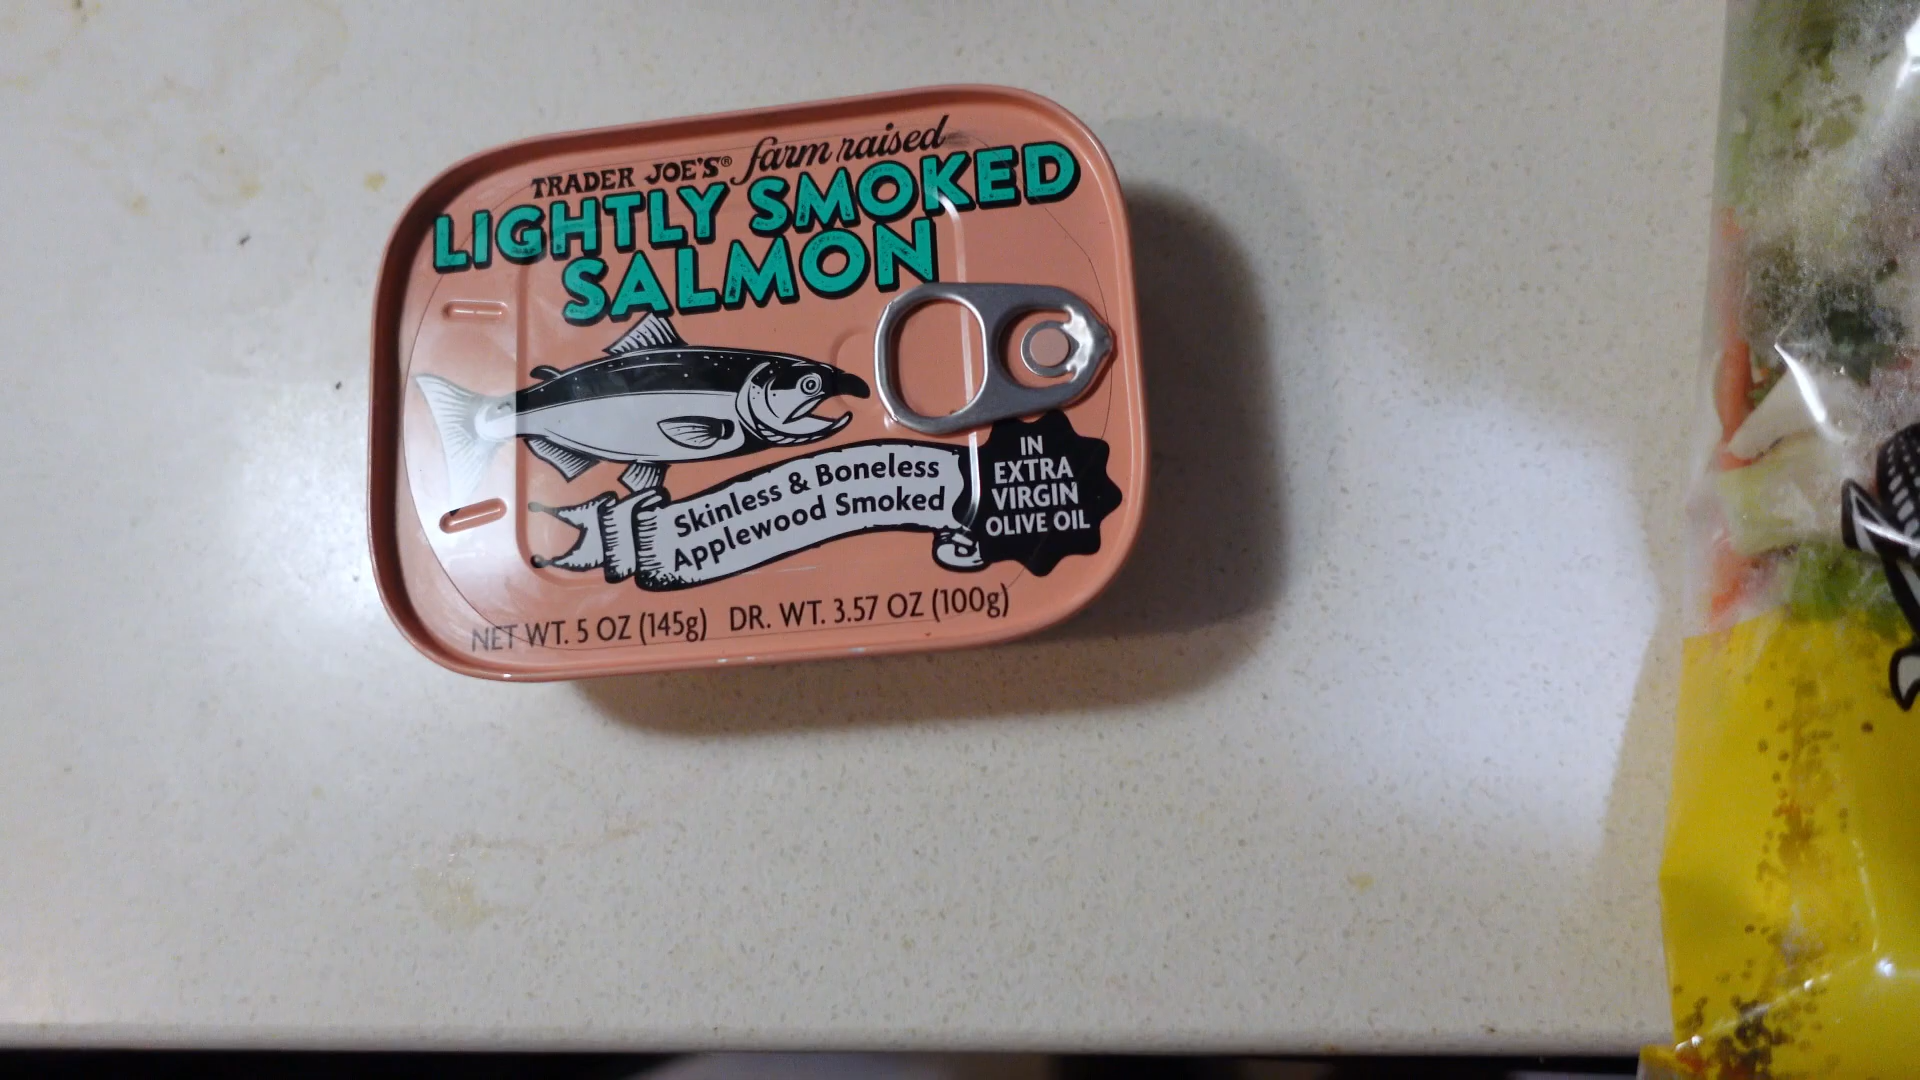 TRADER JOE'S® farm raised
LIGHTLY SMOKED
SALMON
Skinless & Boneless
Applewood Smoked
IN
EXTRA
VIRGIN
OLIVE OIL
NET WT. 5 OZ (145g) DR. WT. 3.57 OZ (100g)